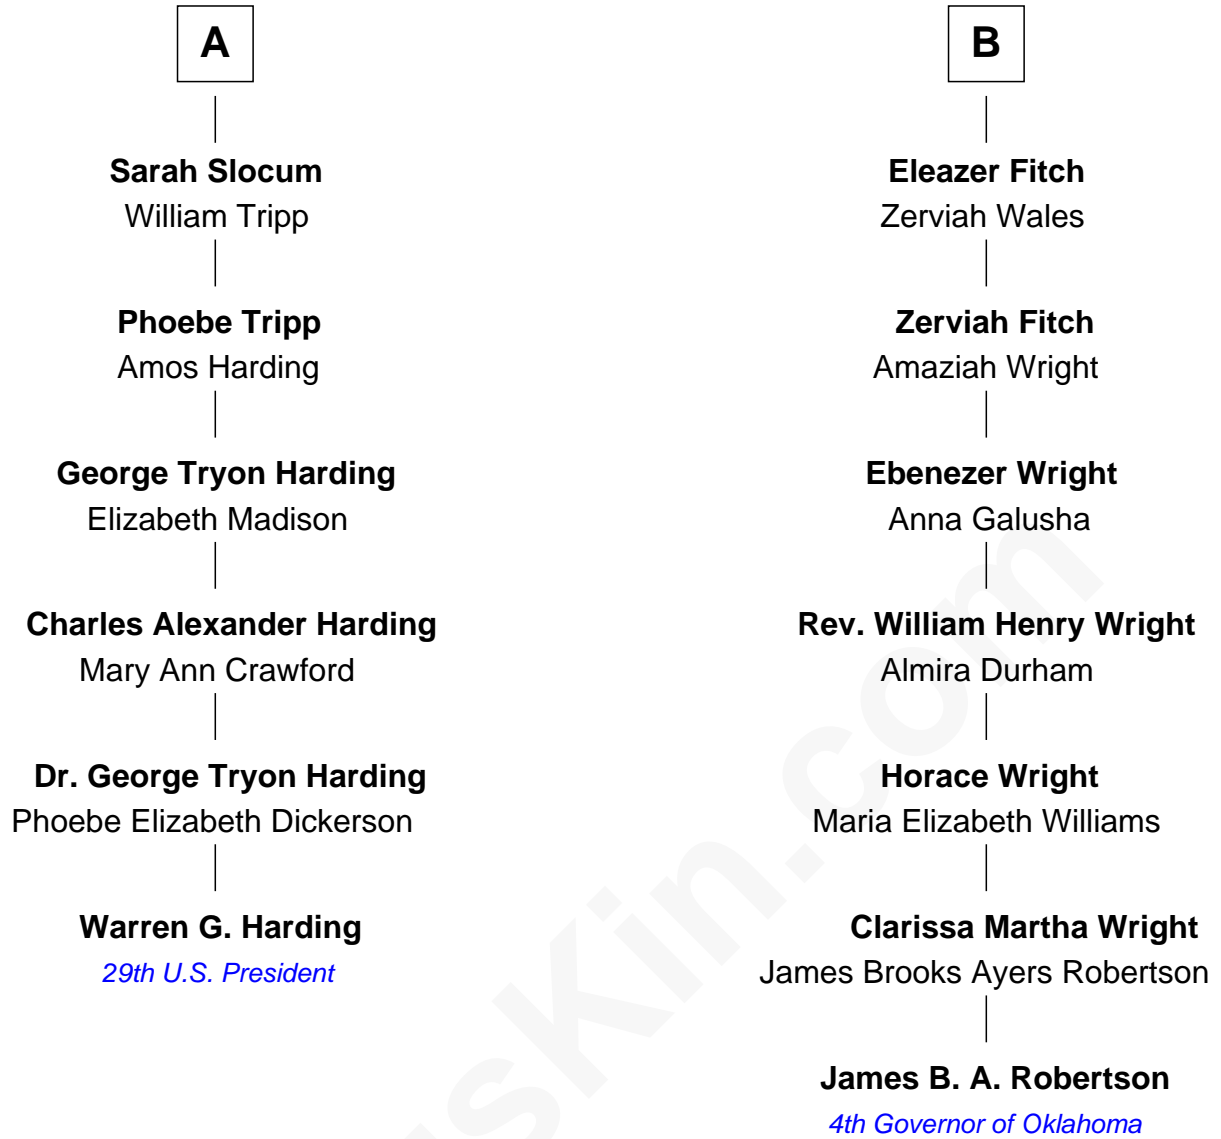 A
Sarah Slocum
William Tripp
Phoebe Tripp
Amos Harding
George Tryon Harding
Elizabeth Madison
Charles Alexander Harding
Mary Ann Crawford
Dr. George Tryon Harding
Phoebe Elizabeth Dickerson
Warren G. Harding
29th U.S. President
B
Eleazer Fitch
Zerviah Wales
Zerviah Fitch
Amaziah Wright
Ebenezer Wright
Anna Galusha
Rev. William Henry Wright
Almira Durham
Horace Wright
Maria Elizabeth Williams
Clarissa Martha Wright
James Brooks Ayers Robertson
James B. A. Robertson
4th Governor of Oklahoma
usKin.com